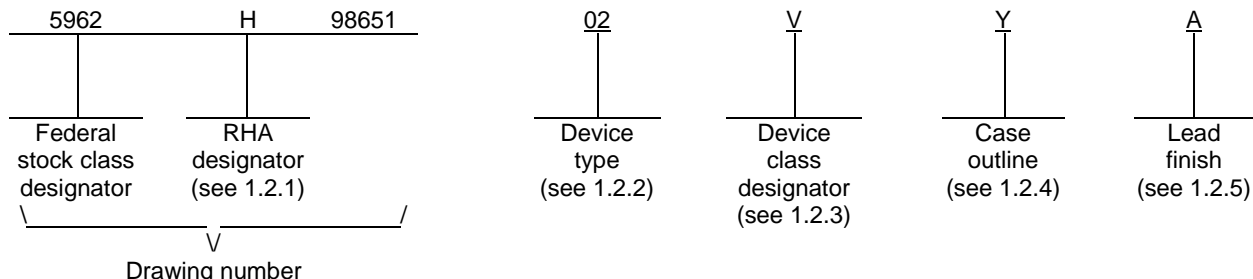 5962 H 98651 02 V Y A
Federal stock class designator
RHA designator (see 1.2.1)
Device type (see 1.2.2)
Device class designator (see 1.2.3)
Case outline (see 1.2.4)
Lead finish (see 1.2.5)
Drawing number